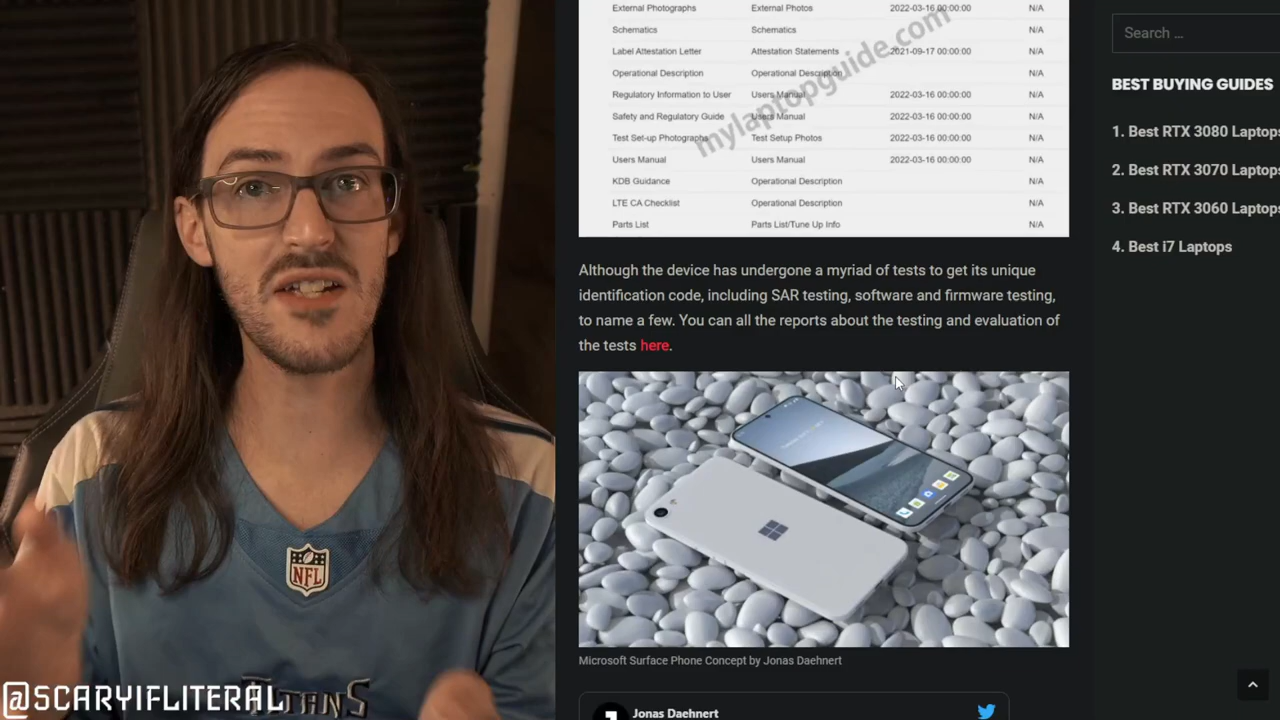 External Photographs External Photos 2022-03-16 00:00:00 N/A
Schematics Schematics N/A
Label Attestation Letter Attestation Statements 2021-09-17 00:00:00 N/A
Operational Description Operational Description N/A
Regulatory Information to User Users Manual 2022-03-16 00:00:00 N/A
Safety and Regulatory Guide Users Manual 2022-03-16 00:00:00 N/A
Test Set-up Photographs Test Setup Photos 2022-03-16 00:00:00 N/A
Users Manual Users Manual 2022-03-16 00:00:00 N/A
KDB Guidance Operational Description N/A
LTE CA Checklist Operational Description N/A
Parts List Parts List/Tune Up Info N/A
mylaptopguide.com
Although the device has undergone a myriad of tests to get its unique
identification code, including SAR testing, software and firmware testing,
to name a few. You can all the reports about the testing and evaluation of
the tests here.
Microsoft Surface Phone Concept by Jonas Daehnert
Jonas Daehnert
Search ...
BEST BUYING GUIDES
1. Best RTX 3080 Laptops
2. Best RTX 3070 Laptops
3. Best RTX 3060 Laptops
4. Best i7 Laptops
NFL
TITANS
@SCARYIFLITERAL